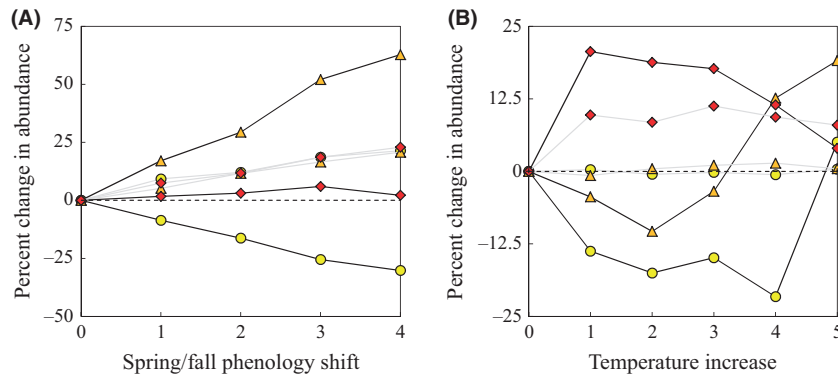 (A)
Percent change in abundance
75
50
25
0
−25
−50
0 1 2 3 4
Spring/fall phenology shift
(B)
Percent change in abundance
25
12.5
0
−12.5
−25
0 1 2 3 4 5
Temperature increase